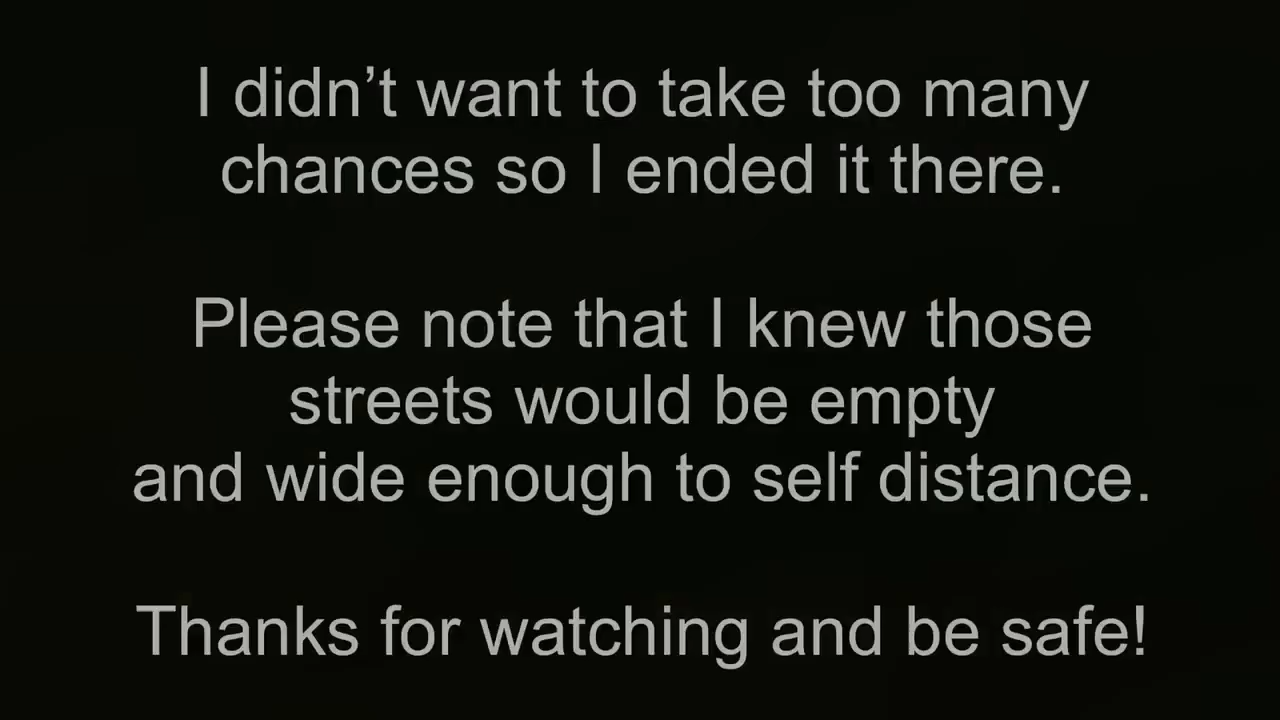 I didn’t want to take too many
chances so I ended it there.
Please note that I knew those
streets would be empty
and wide enough to self distance.
Thanks for watching and be safe!